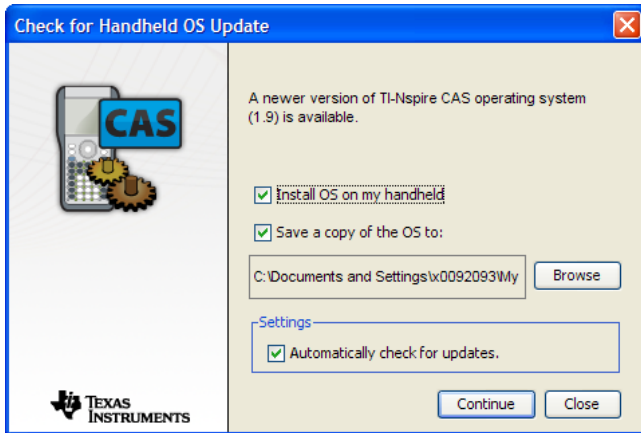 Check for Handheld OS Update
CAS
A newer version of TI-Nspire CAS operating system
(1.9) is available.
Install OS on my handheld
Save a copy of the OS to:
C:\Documents and Settings\x0092093\My
Browse
Settings
Automatically check for updates.
TEXAS
INSTRUMENTS
Continue
Close